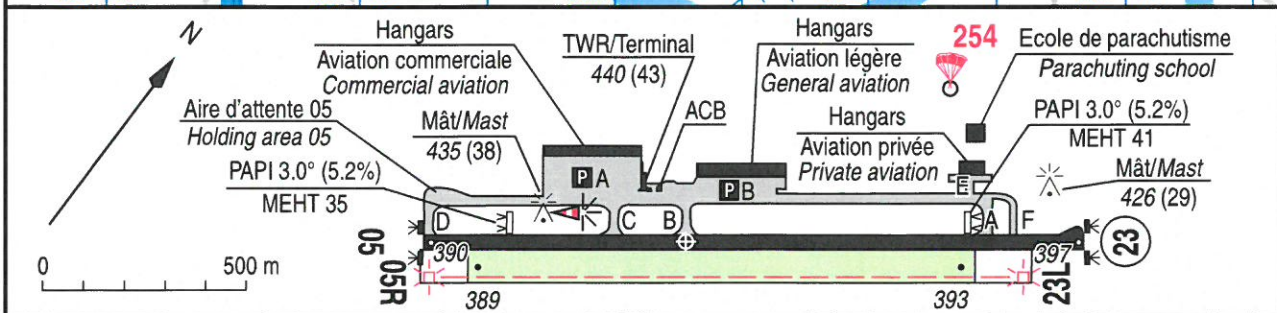 N
Hangars
Aviation commerciale
Commercial aviation
TWR/Terminal
440 (43)
Hangars
Aviation légère
General aviation
254
Ecole de parachutisme
Parachuting school
Aire d'attente 05
Holding area 05
Mât/Mast
435 (38)
ACB
Hangars
Aviation privée
Private aviation
PAPI 3.0° (5.2%)
MEHT 41
PAPI 3.0° (5.2%)
MEHT 35
Mât/Mast
426 (29)
P A
P B
E
D
C
B
A
F
05
390
397
23
0
500 m
05R
389
393
23L